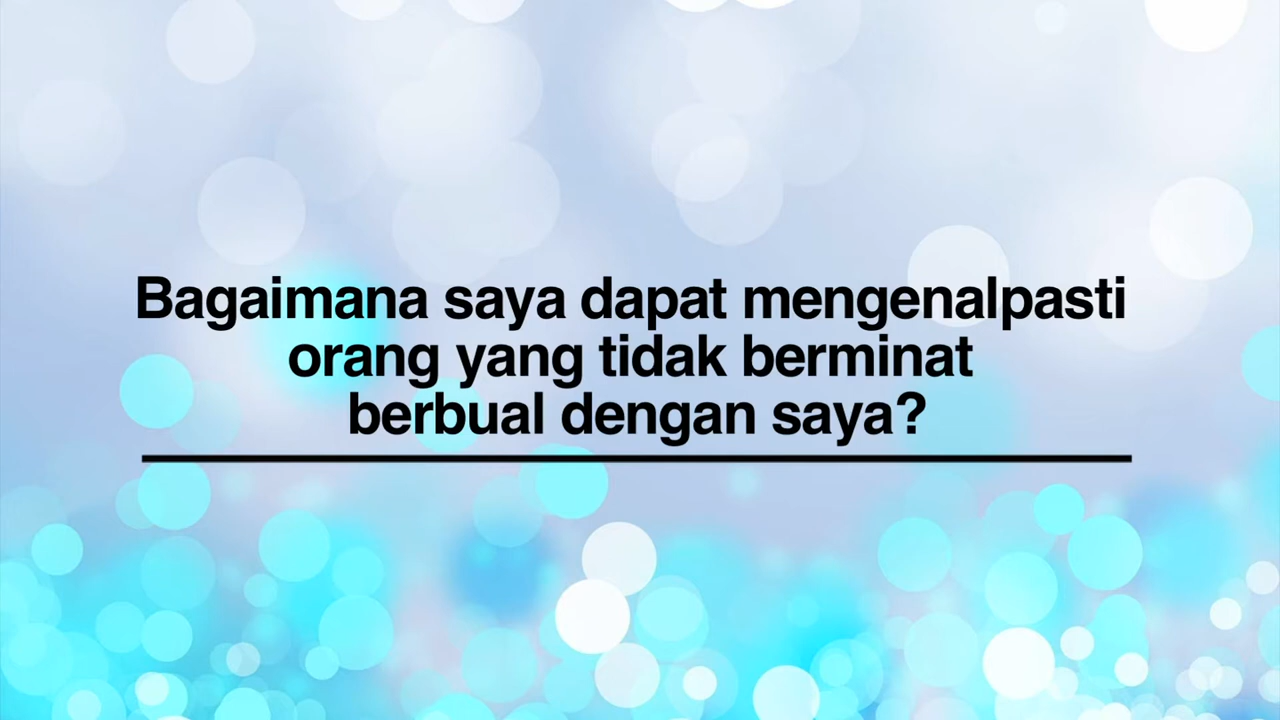 Bagaimana saya dapat mengenalpasti
orang yang tidak berminat
berbual dengan saya?